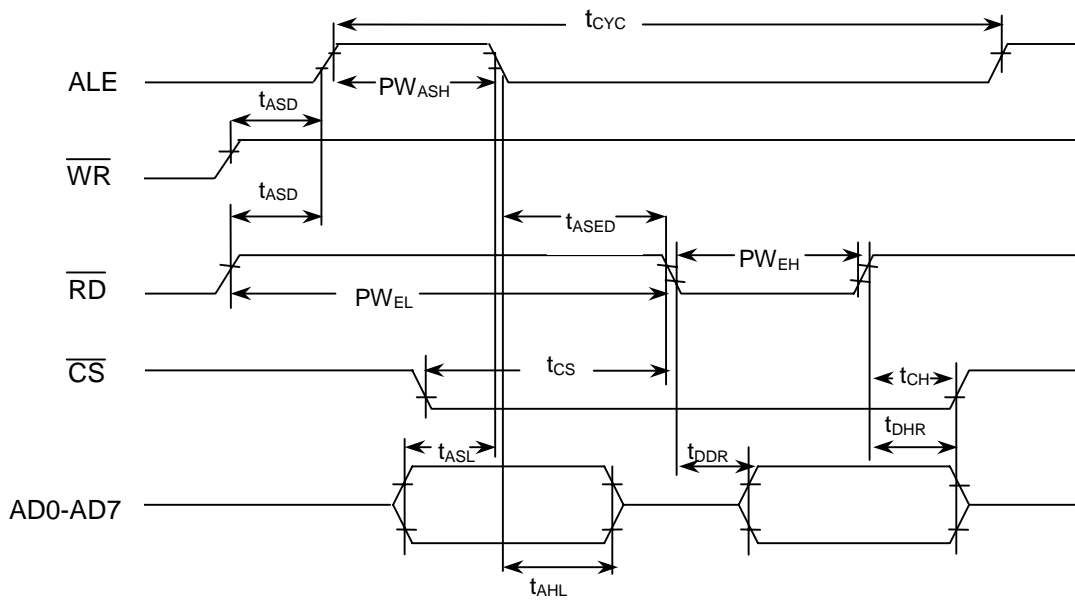 tCYC
ALE
PWASH
tASD
WR
tASD
tASED
RD
PWEH
PWEL
CS
tCS
tCH
tDHR
tASL
tDDR
AD0-AD7
tAHL